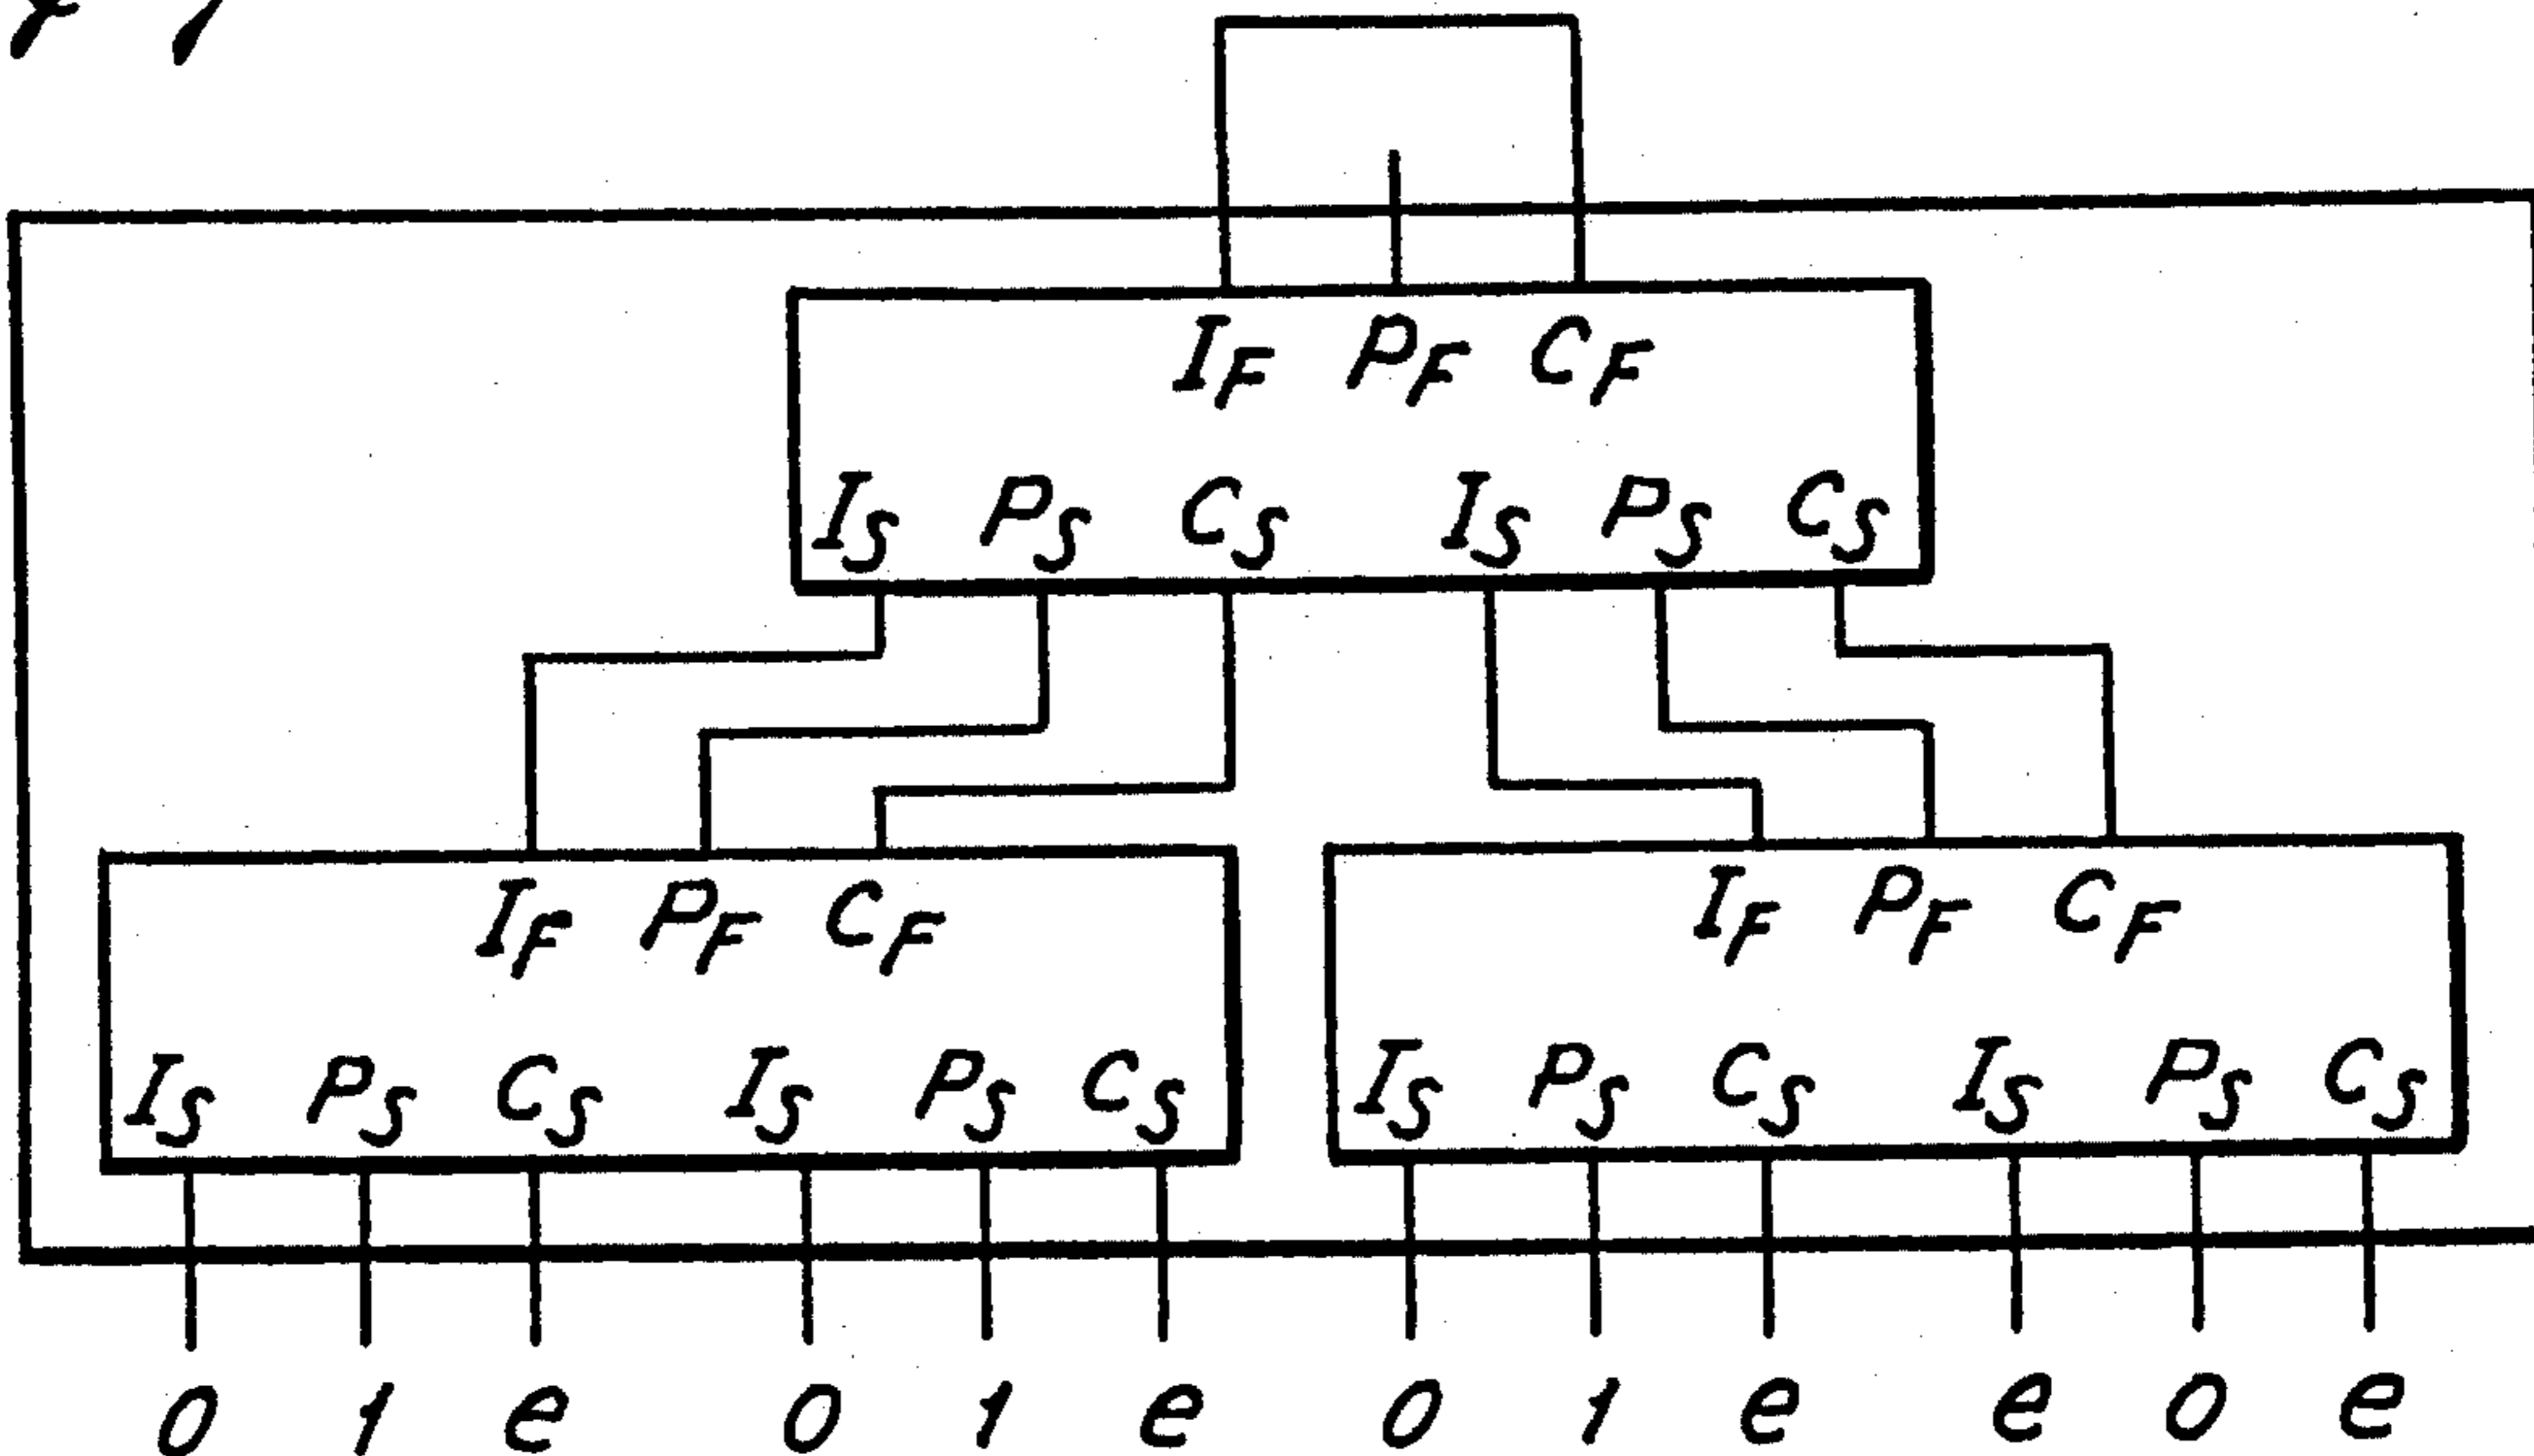 I_F P_F C_F
I_S P_S C_S I_S P_S C_S
I_F P_F C_F I_F P_F C_F
I_S P_S C_S I_S P_S C_S I_S P_S C_S I_S P_S C_S
0 1 e 0 1 e 0 1 e e 0 e